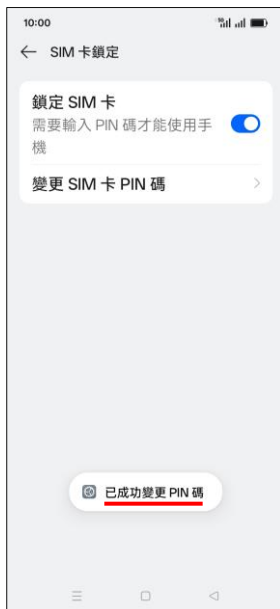 10:00
SIM 卡鎖定
鎖定 SIM 卡
需要輸入 PIN 碼才能使用手
機
變更 SIM 卡 PIN 碼
已成功變更 PIN 碼